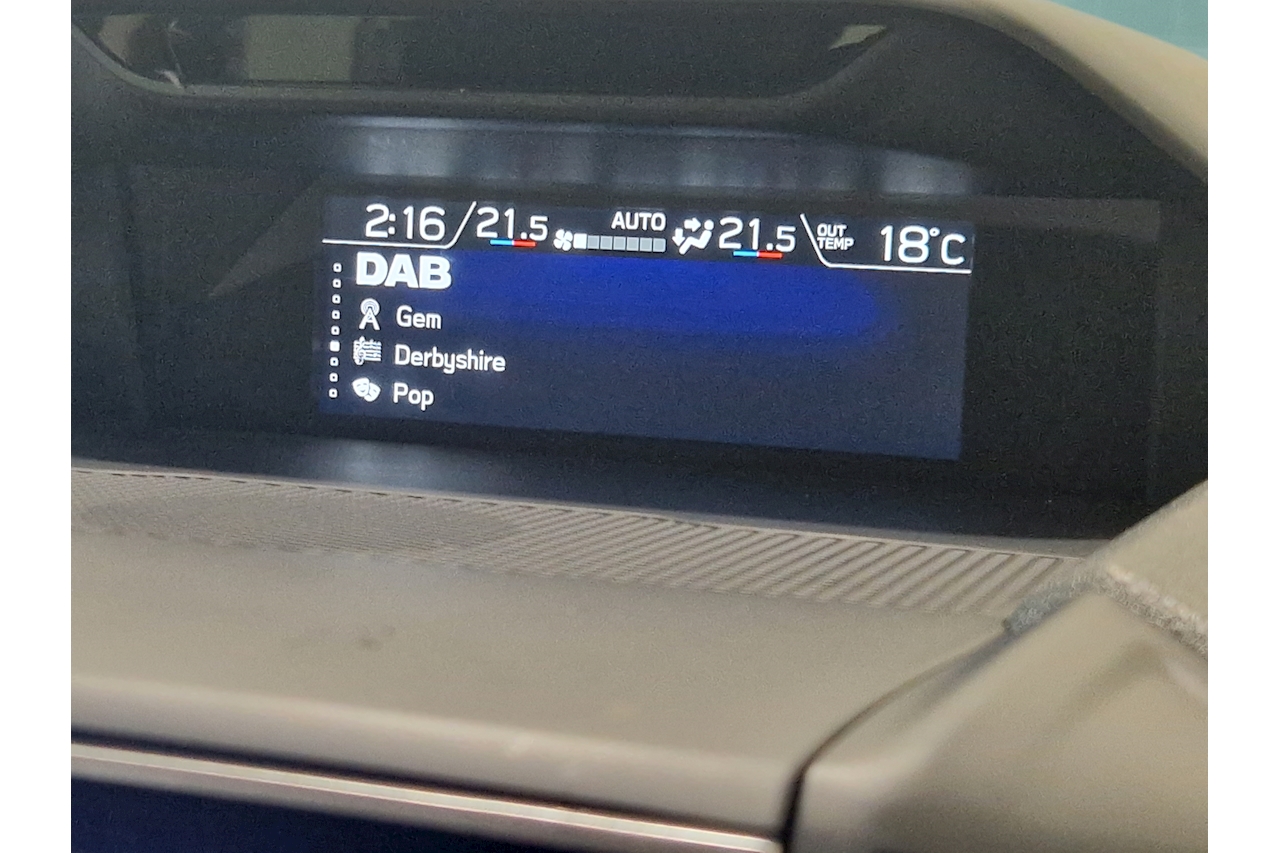 2:16 21.5 AUTO 21.5 OUT TEMP 18°C
DAB
Gem
Derbyshire
Pop